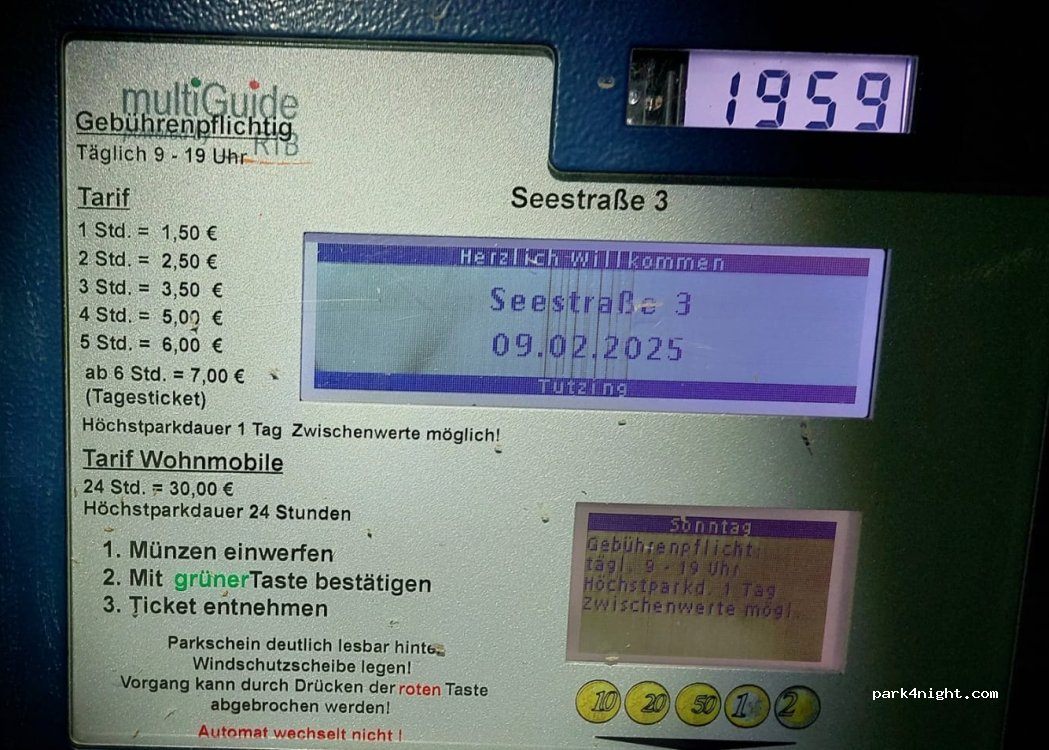 multiGuide
RTB
Gebührenpflichtig
Täglich 9 - 19 Uhr
Tarif
1 Std. = 1,50 €
2 Std. = 2,50 €
3 Std. = 3,50 €
4 Std. = 5,00 €
5 Std. = 6,00 €
ab 6 Std. = 7,00 €
(Tagesticket)
Höchstparkdauer 1 Tag Zwischenwerte möglich!
Tarif Wohnmobile
24 Std. = 30,00 €
Höchstparkdauer 24 Stunden
1. Münzen einwerfen
2. Mit grüner Taste bestätigen
3. Ticket entnehmen
Parkschein deutlich lesbar hinter
Windschutzscheibe legen!
Vorgang kann durch Drücken der roten Taste
abgebrochen werden!
Automat wechselt nicht !
1959
Seestraße 3
Herzlich Willkommen
Seestraße 3
09.02.2025
Tutzing
Sonntag
Gebührenpflicht:
tägl. 9 - 19 Uhr
Höchstparkd. 1 Tag
Zwischenwerte mögl.
10 20 50 1 2
park4night.com